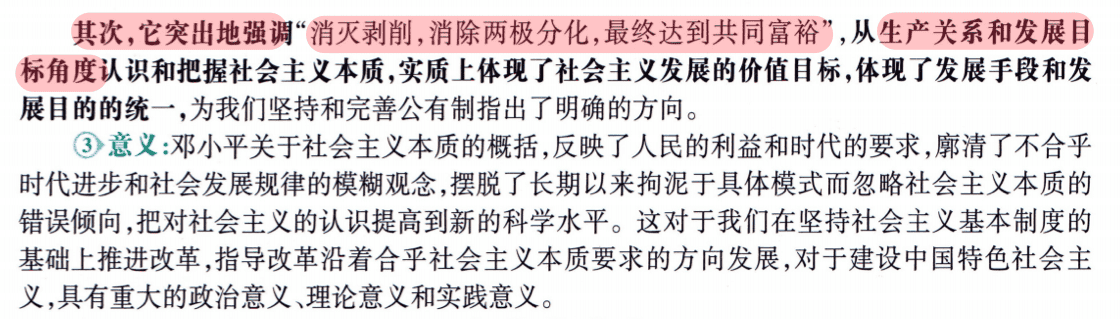 其次,它突出地强调“消灭剥削,消除两极分化,最终达到共同富裕”,从生产关系和发展目
标角度认识和把握社会主义本质,实质上体现了社会主义发展的价值目标,体现了发展手段和发
展目的的统一,为我们坚持和完善公有制指出了明确的方向。
③意义:邓小平关于社会主义本质的概括,反映了人民的利益和时代的要求,廓清了不合乎
时代进步和社会发展规律的模糊观念,摆脱了长期以来拘泥于具体模式而忽略社会主义本质的
错误倾向,把对社会主义的认识提高到新的科学水平。这对于我们在坚持社会主义基本制度的
基础上推进改革,指导改革沿着合乎社会主义本质要求的方向发展,对于建设中国特色社会主
义,具有重大的政治意义、理论意义和实践意义。